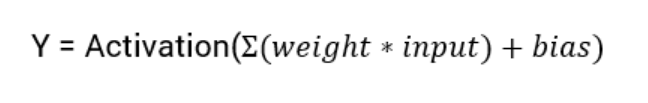 Y = Activation(Σ(weight * input) + bias)